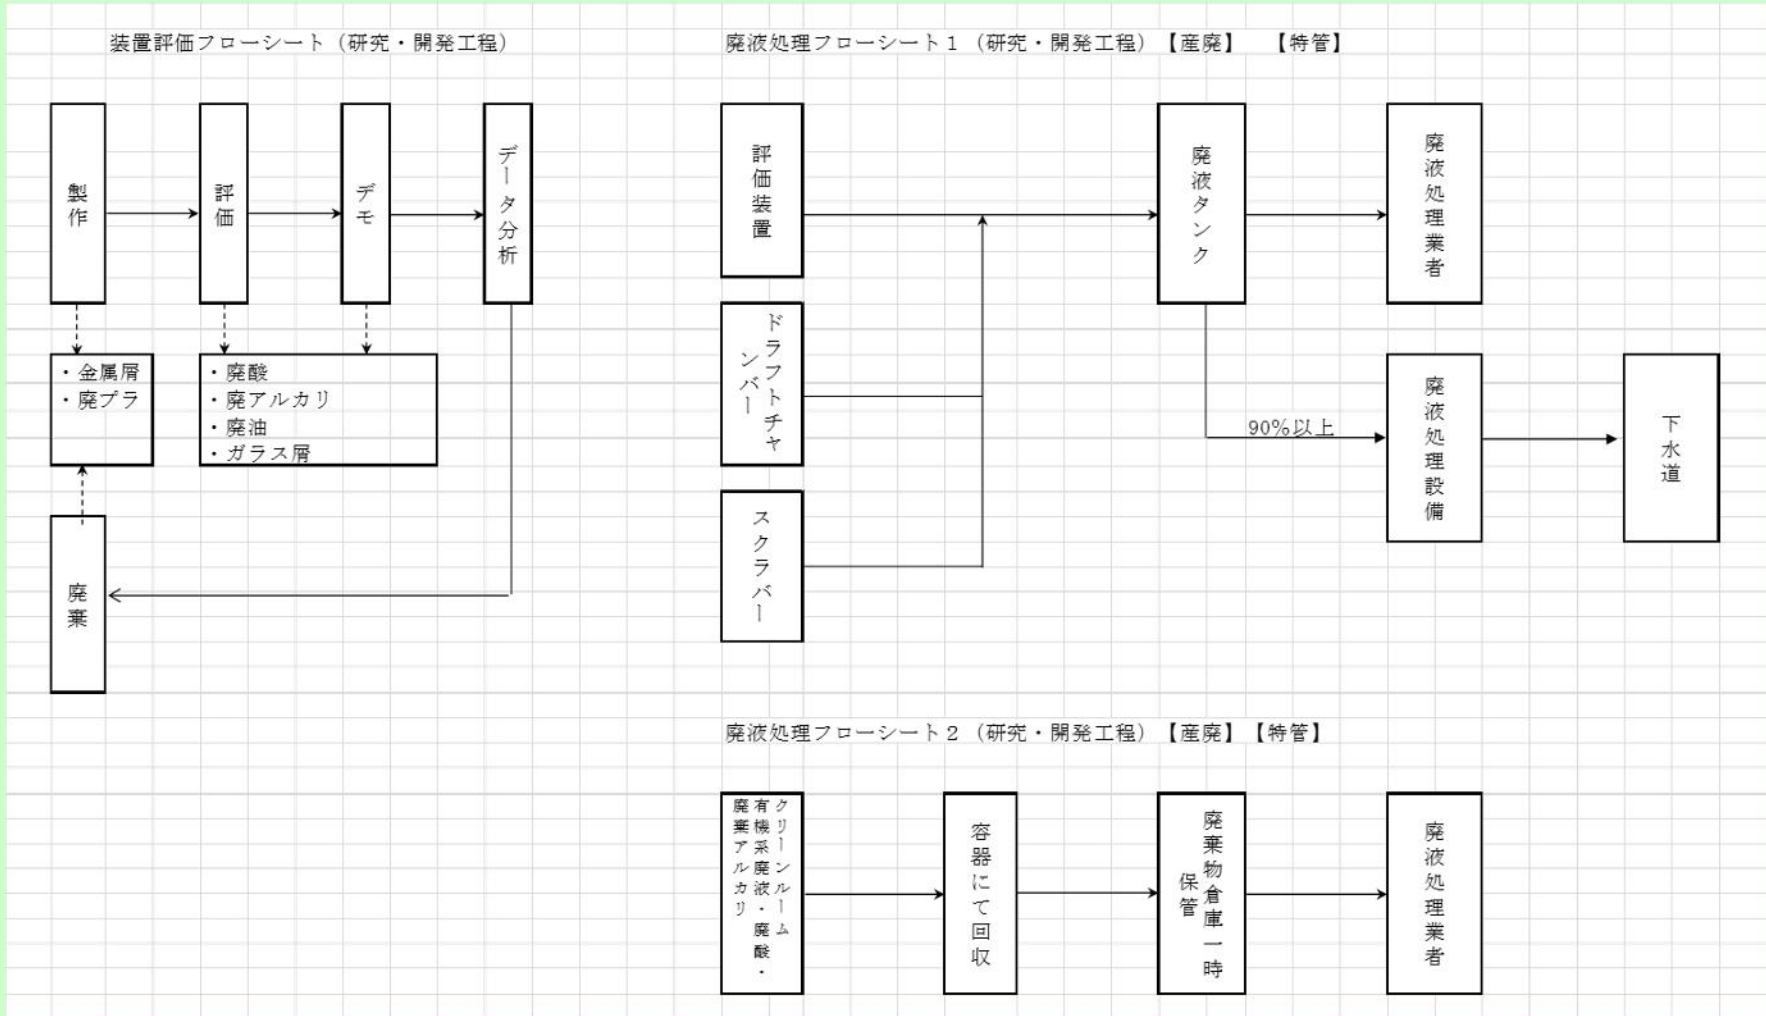 装置評価フローシート（研究・開発工程）
製作
評価
デモ
データ分析
・金属屑
・廃プラ
・廃酸
・廃アルカリ
・廃油
・ガラス屑
廃棄
廃液処理フローシート１（研究・開発工程）【産廃】　【特管】
評価装置
ドラフトチャ
ンバー
スクラバー
廃液タンク
廃液処理業者
90％以上
廃液処理設備
下水道
廃液処理フローシート２（研究・開発工程）【産廃】【特管】
クリーンルーム
有機系廃液・廃酸・
廃棄アルカリ
容器にて回収
廃棄物倉庫一時
保管
廃液処理業者